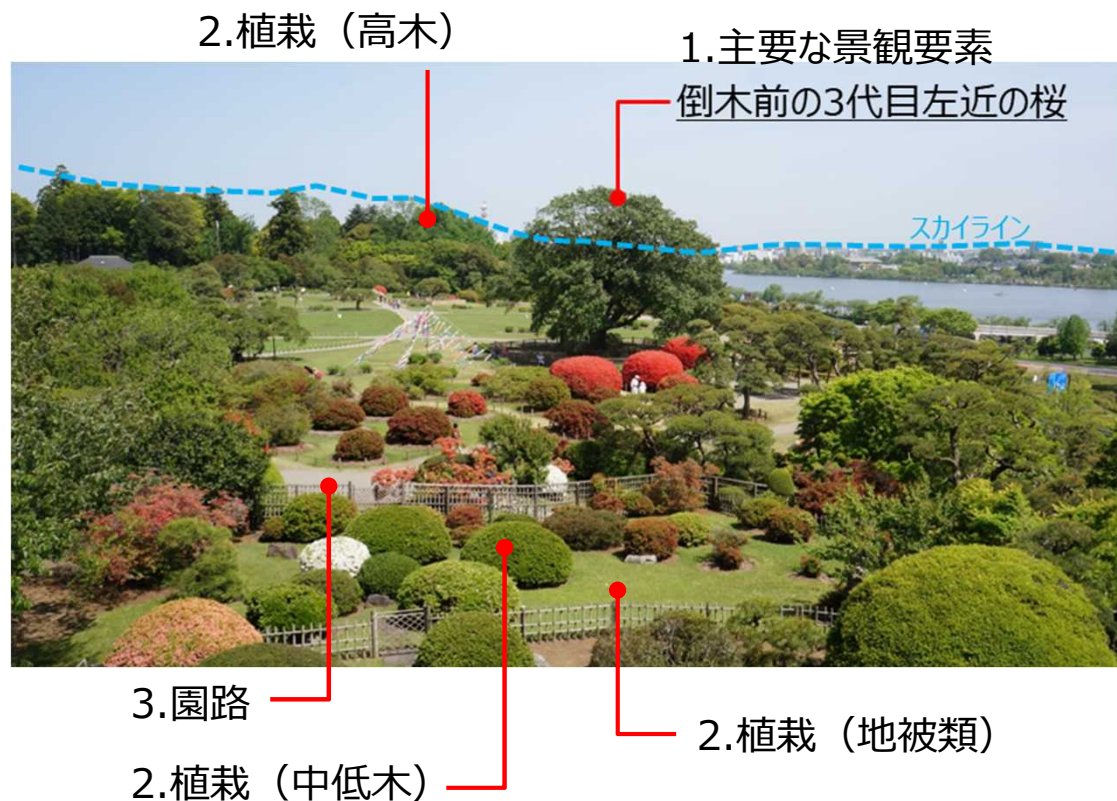 2.植栽（高木）
1.主要な景観要素
倒木前の3代目左近の桜
スカイライン
3.園路
2.植栽（地被類）
2.植栽（中低木）